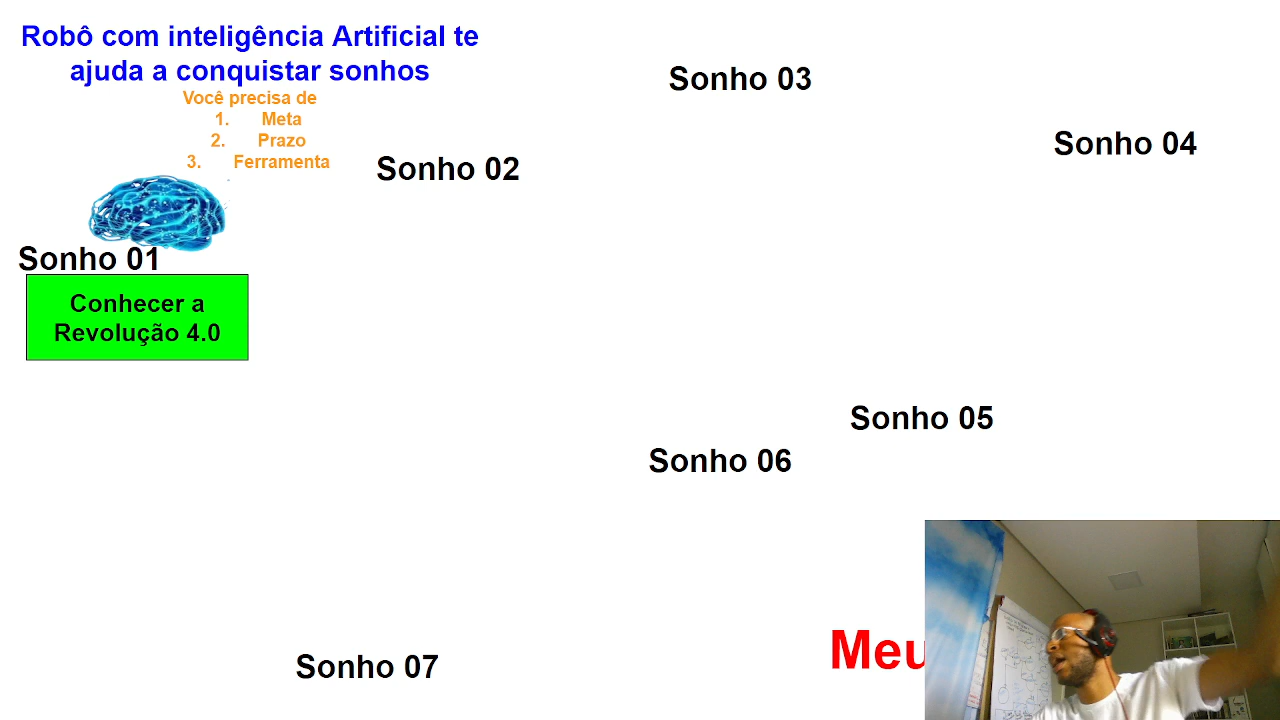 Robô com inteligência Artificial te
ajuda a conquistar sonhos
Você precisa de
1. Meta
2. Prazo
3. Ferramenta
Sonho 01
Conhecer a
Revolução 4.0
Sonho 02
Sonho 03
Sonho 04
Sonho 05
Sonho 06
Sonho 07
Meu